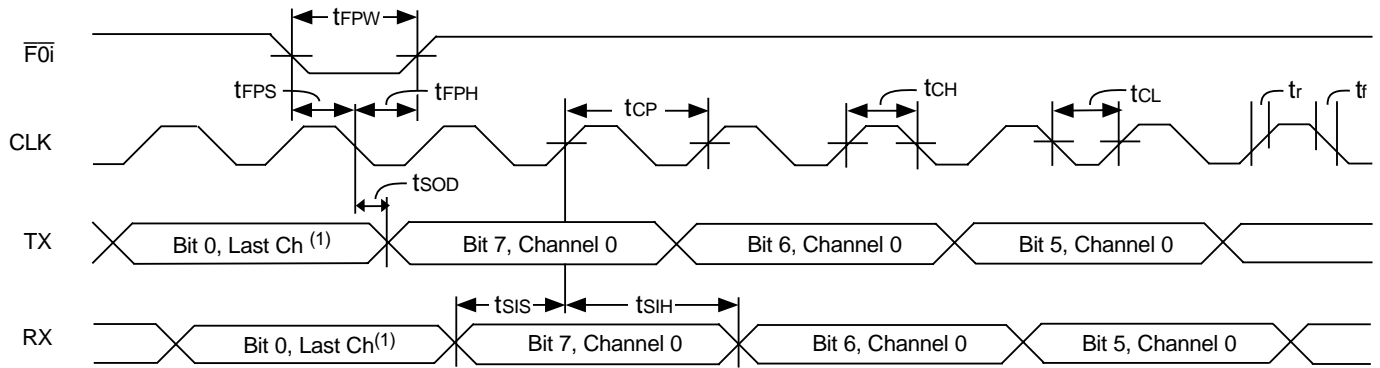 tFPW
F0i
tFPS
tFPH
tCP
tCH
tCL
tr
tf
CLK
tSOD
TX
Bit 0, Last Ch (1)
Bit 7, Channel 0
Bit 6, Channel 0
Bit 5, Channel 0
tSIS
tSIH
RX
Bit 0, Last Ch(1)
Bit 7, Channel 0
Bit 6, Channel 0
Bit 5, Channel 0